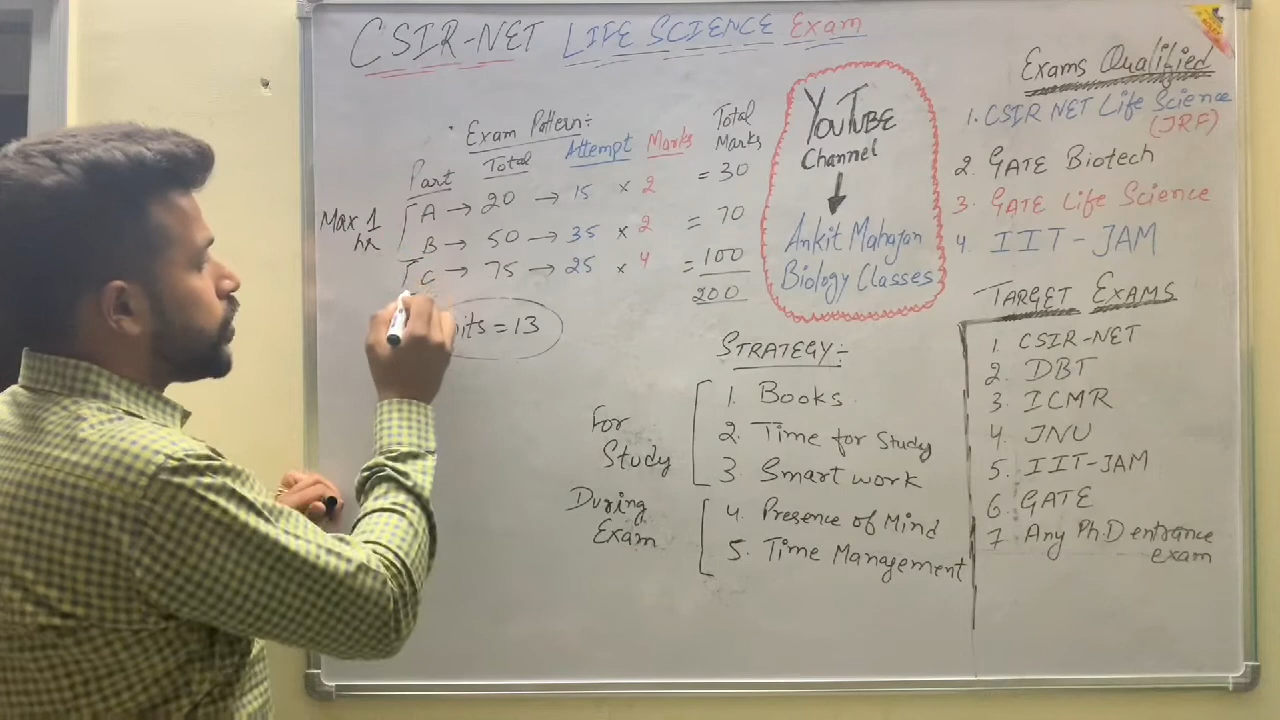 CSIR-NET LIFE SCIENCE Exam
Exam Pattern:-
Part Total Attempt Marks Total Marks
Max 1 hr
A → 20 → 15 × 2 = 30
B → 50 → 35 × 2 = 70
C → 75 → 25 × 4 = 100
200
= 13
YOUTUBE
Channel
↓
Ankit Mahajan
Biology Classes
STRATEGY:-
For Study
1. Books
2. Time for Study
3. Smart work
During Exam
4. Presence of Mind
5. Time Management
Exams Qualified
1. CSIR NET Life Science
(JRF)
2. GATE Biotech
3. GATE Life Science
4. IIT-JAM
TARGET EXAMS
1. CSIR-NET
2. DBT
3. ICMR
4. JNU
5. IIT-JAM
6. GATE
7. Any Ph.D entrance
exam